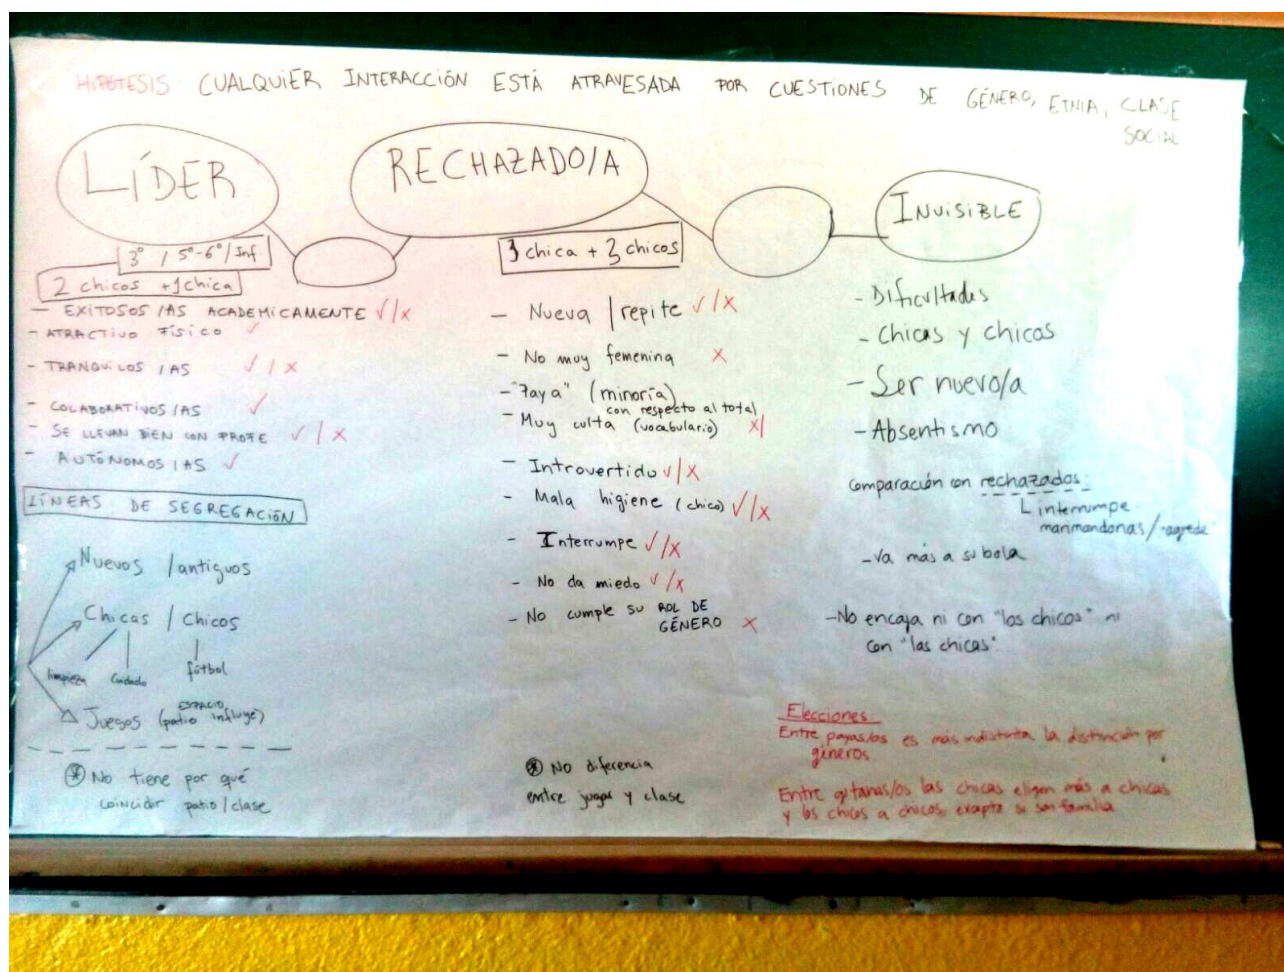 HIPÓTESIS CUALQUIER INTERACCIÓN ESTÁ ATRAVESADA POR CUESTIONES DE GÉNERO, ETNIA, CLASE
SOCIAL
LÍDER
3º / 5º-6º / Inf
2 chicos + 1 chica
- EXITOSOS/AS ACADEMICAMENTE ✓/x
- ATRACTIVO FÍSICO ✓
- TRANQUILOS/AS ✓/x
- COLABORATIVOS/AS ✓
- SE LLEVAN BIEN CON PROFE ✓/x
- AUTÓNOMOS/AS ✓
LÍNEAS DE SEGREGACIÓN
Nuevos / antiguos
Chicas / Chicos
limpieza cuidado fútbol
ESPACIO
Juegos (patio influye)
* No tiene por qué
coincidir patio / clase
RECHAZADO/A
3 chica + 3 chicos
- Nueva / repite ✓/x
- No muy femenina x
- "Paya" (minoría)
con respecto al total
- Muy culta (vocabulario) x
- Introvertido ✓/x
- Mala higiene (chico) ✓/x
- Interrumpe ✓/x
- No da miedo ✓/x
- No cumple su ROL DE
GÉNERO x
* NO diferencia
entre jugar y clase
INVISIBLE
- Dificultades
- Chicas y chicos
- Ser nuevo/a
- Absentismo
Comparación con rechazados:
interrumpe
marimandonas /
- Va más a su bola
- No encaja ni con "los chicos" ni
con "las chicas"
Elecciones
Entre payas/os es más indistinta la distinción por
géneros
Entre gitanas/os las chicas eligen más a chicas
y los chicos a chicos, excepto si son familia